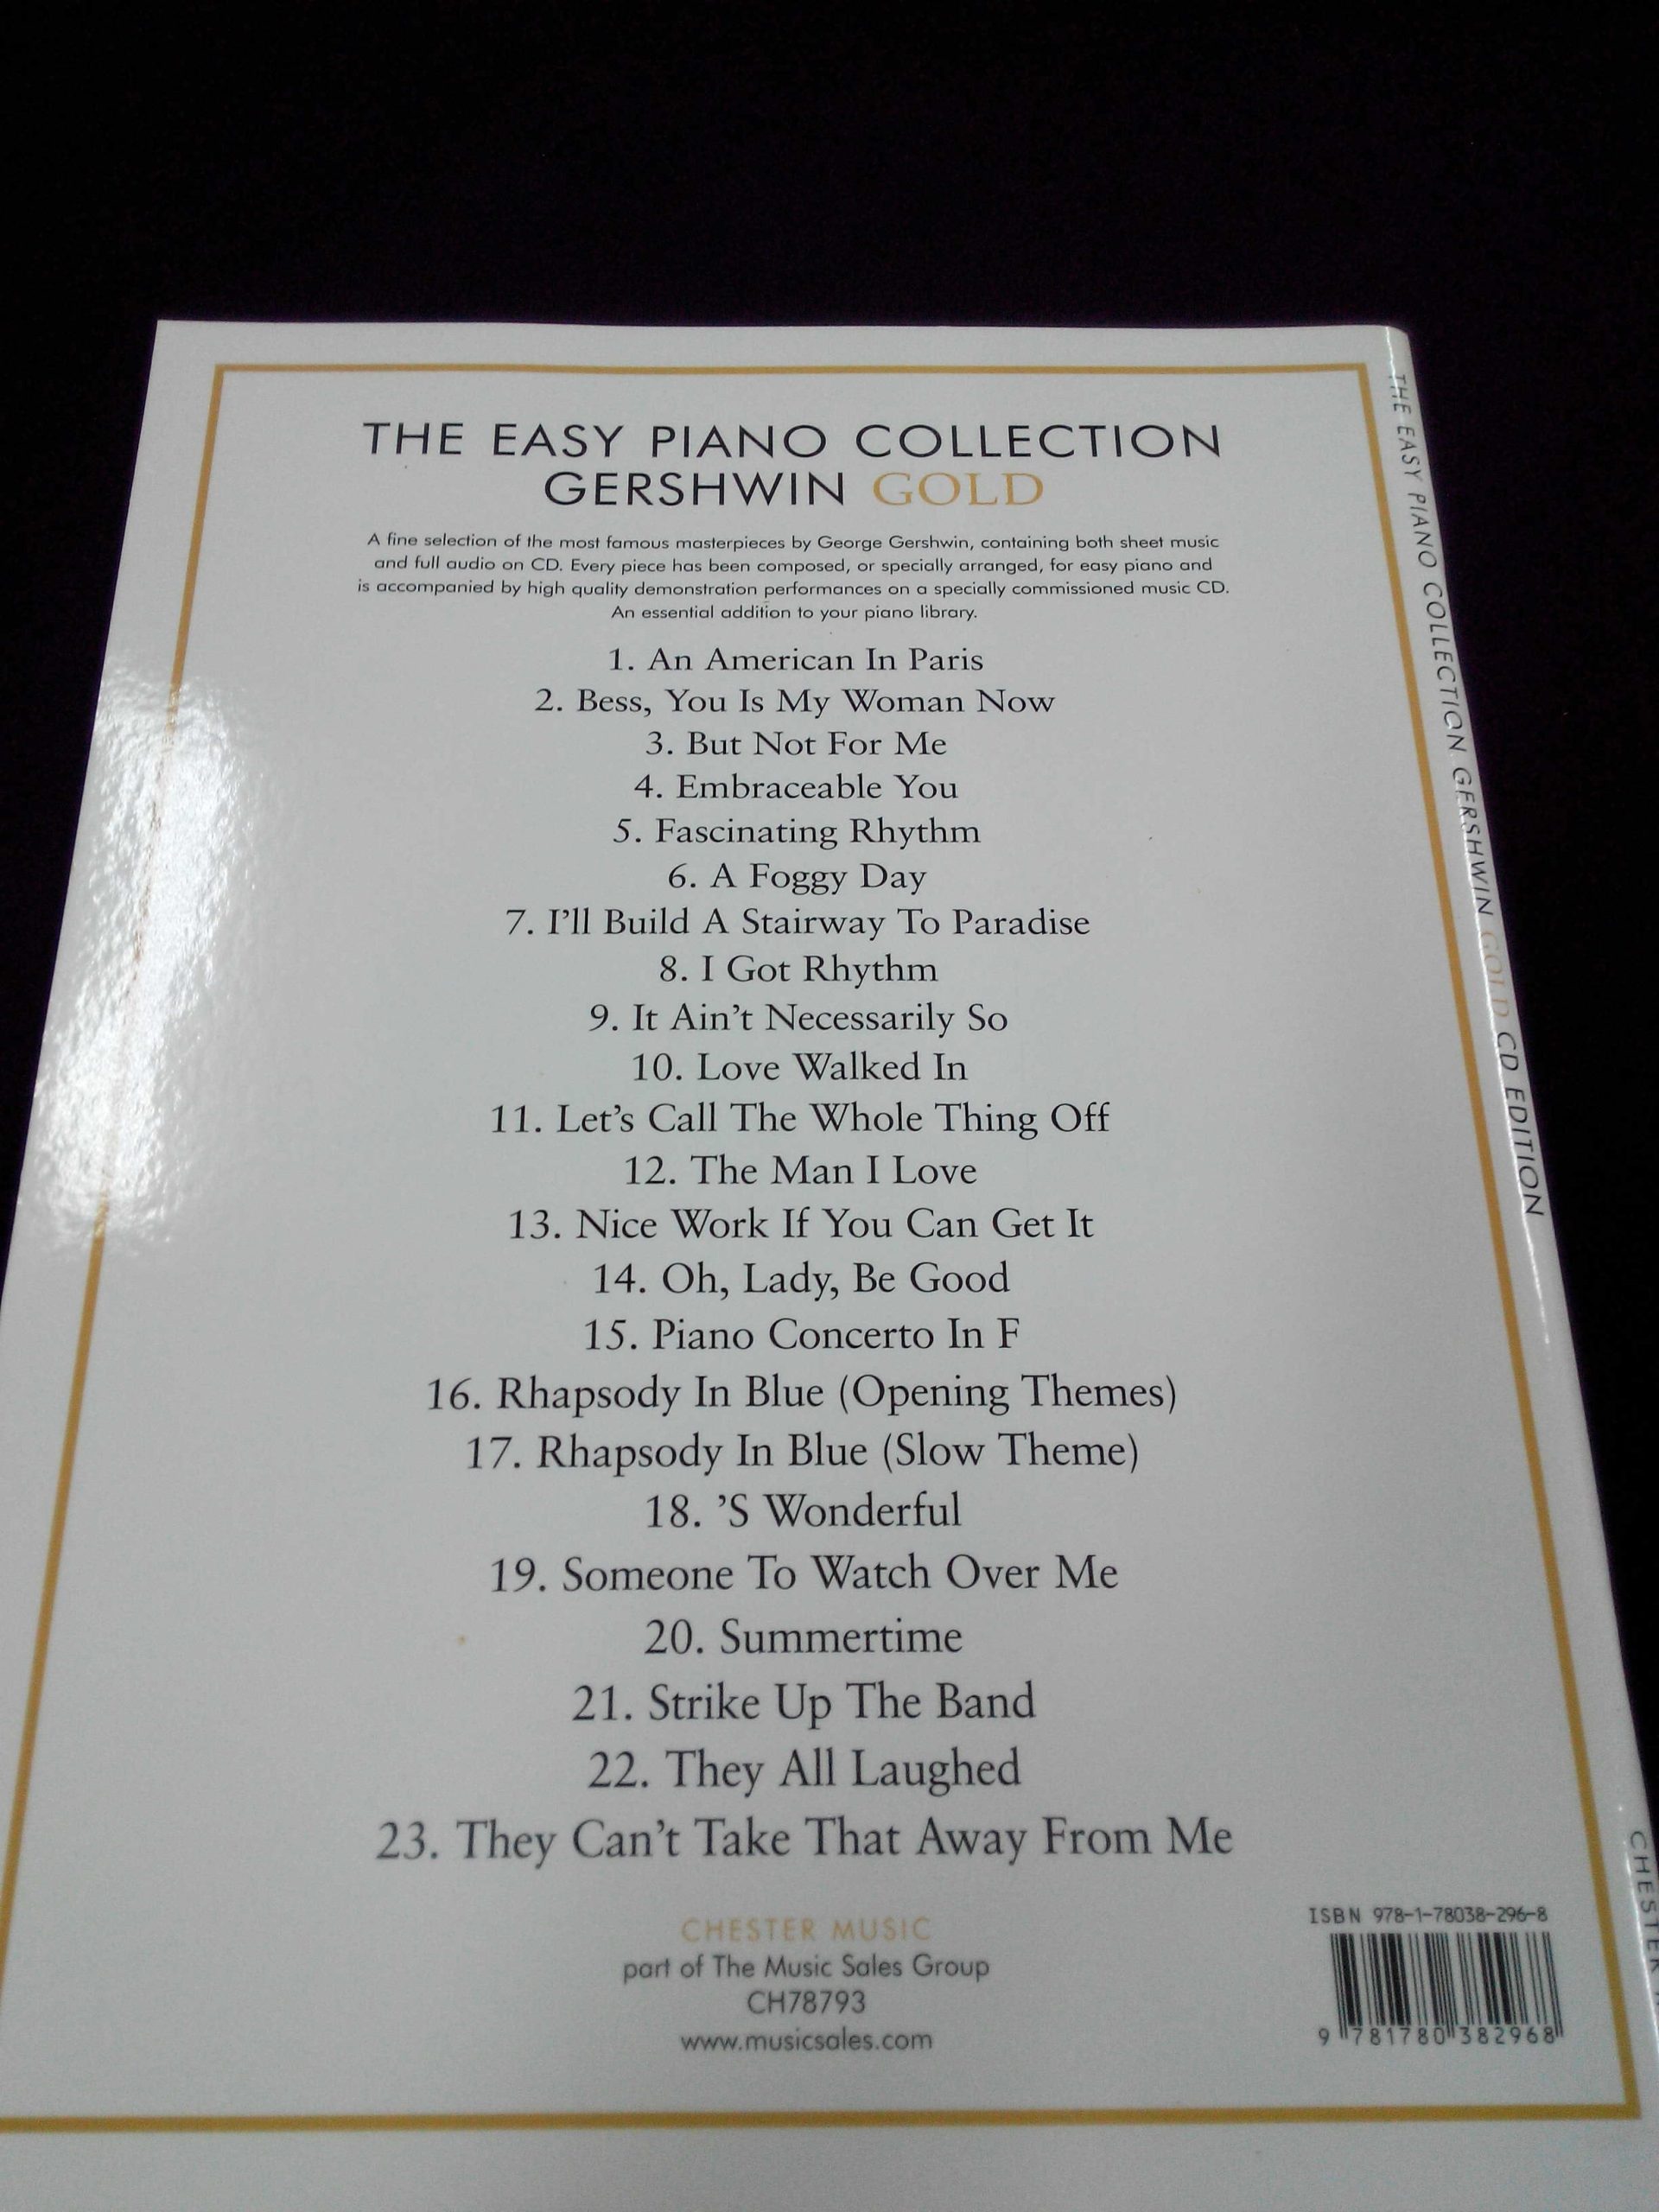 THE EASY PIANO COLLECTION
GERSHWIN GOLD
A fine selection of the most famous masterpieces by George Gershwin, containing both sheet music
and full audio on CD. Every piece has been composed, or specially arranged, for easy piano and
is accompanied by high quality demonstration performances on a specially commissioned music CD.
An essential addition to your piano library.
1. An American In Paris
2. Bess, You Is My Woman Now
3. But Not For Me
4. Embraceable You
5. Fascinating Rhythm
6. A Foggy Day
7. I’ll Build A Stairway To Paradise
8. I Got Rhythm
9. It Ain’t Necessarily So
10. Love Walked In
11. Let’s Call The Whole Thing Off
12. The Man I Love
13. Nice Work If You Can Get It
14. Oh, Lady, Be Good
15. Piano Concerto In F
16. Rhapsody In Blue (Opening Themes)
17. Rhapsody In Blue (Slow Theme)
18. ’S Wonderful
19. Someone To Watch Over Me
20. Summertime
21. Strike Up The Band
22. They All Laughed
23. They Can’t Take That Away From Me
CHESTER MUSIC
part of The Music Sales Group
CH78793
www.musicsales.com
ISBN 978-1-78038-296-8
9 781780 382968
THE EASY PIANO COLLECTION GERSHWIN GOLD CD EDITION
CHESTER